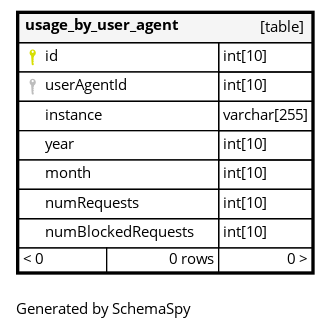 usage_by_user_agent [table]
id int[10]
userAgentId int[10]
instance varchar[255]
year int[10]
month int[10]
numRequests int[10]
numBlockedRequests int[10]
< 0 0 rows 0 >
Generated by SchemaSpy